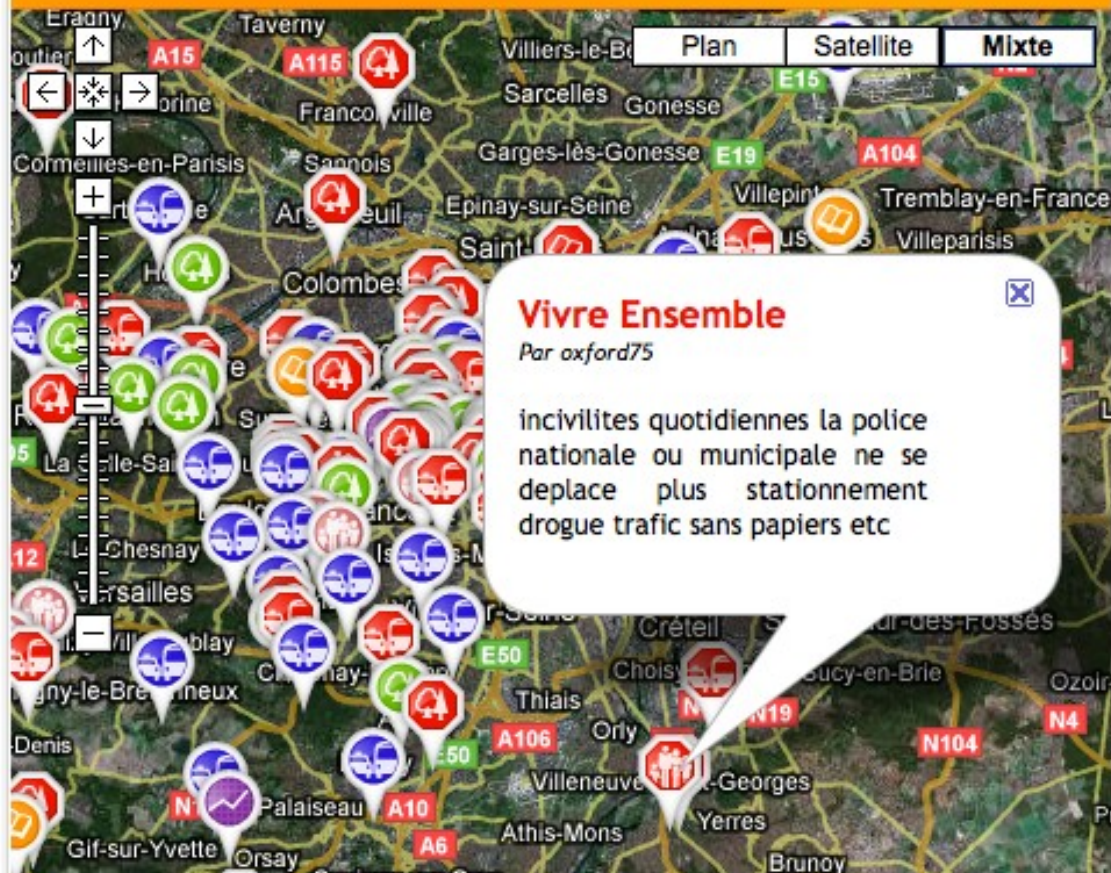 Eragny
Taverny
A15
A115
Villiers-le-B
Plan
Satellite
Mixte
E15
Franconville
Sarcelles
Gonesse
Cormeilles-en-Parisis
Sannois
Garges-lès-Gonesse
E19
A104
Epinay-sur-Seine
Villepint
Tremblay-en-France
Villeparisis
Saint-
Colombes
Vivre Ensemble
Par oxford75
incivilites quotidiennes la police
nationale ou municipale ne se
deplace plus stationnement
drogue trafic sans papiers etc
Chesnay
12
Versailles
Créteil
E50
Choisy
Sucy-en-Brie
Ozoir-
Thiais
N19
N4
-Denis
A106
Orly
N104
E50
Villeneuve
t-Georges
Palaiseau
A10
Athis-Mons
Yerres
Gif-sur-Yvette
Orsay
A6
Brunoy